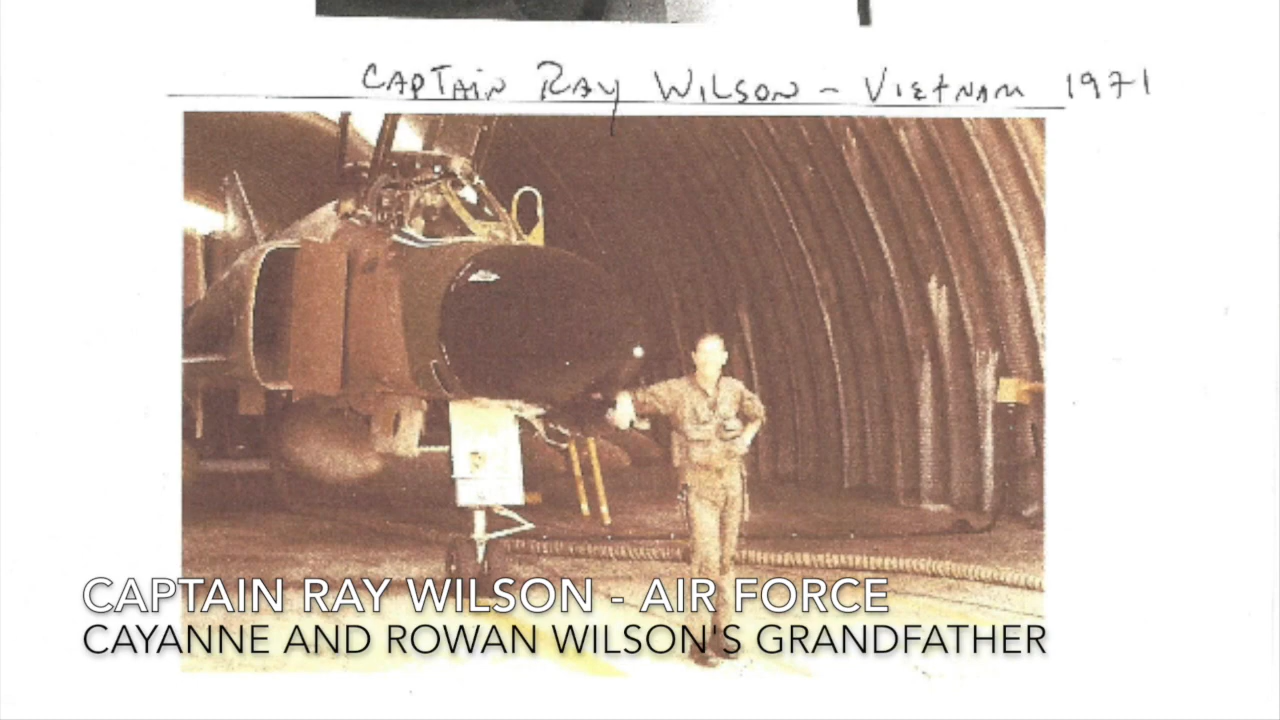 CAPTAIN RAY WILSON - VIETNAM 1971
CAPTAIN RAY WILSON - AIR FORCE
CAYANNE AND ROWAN WILSON'S GRANDFATHER